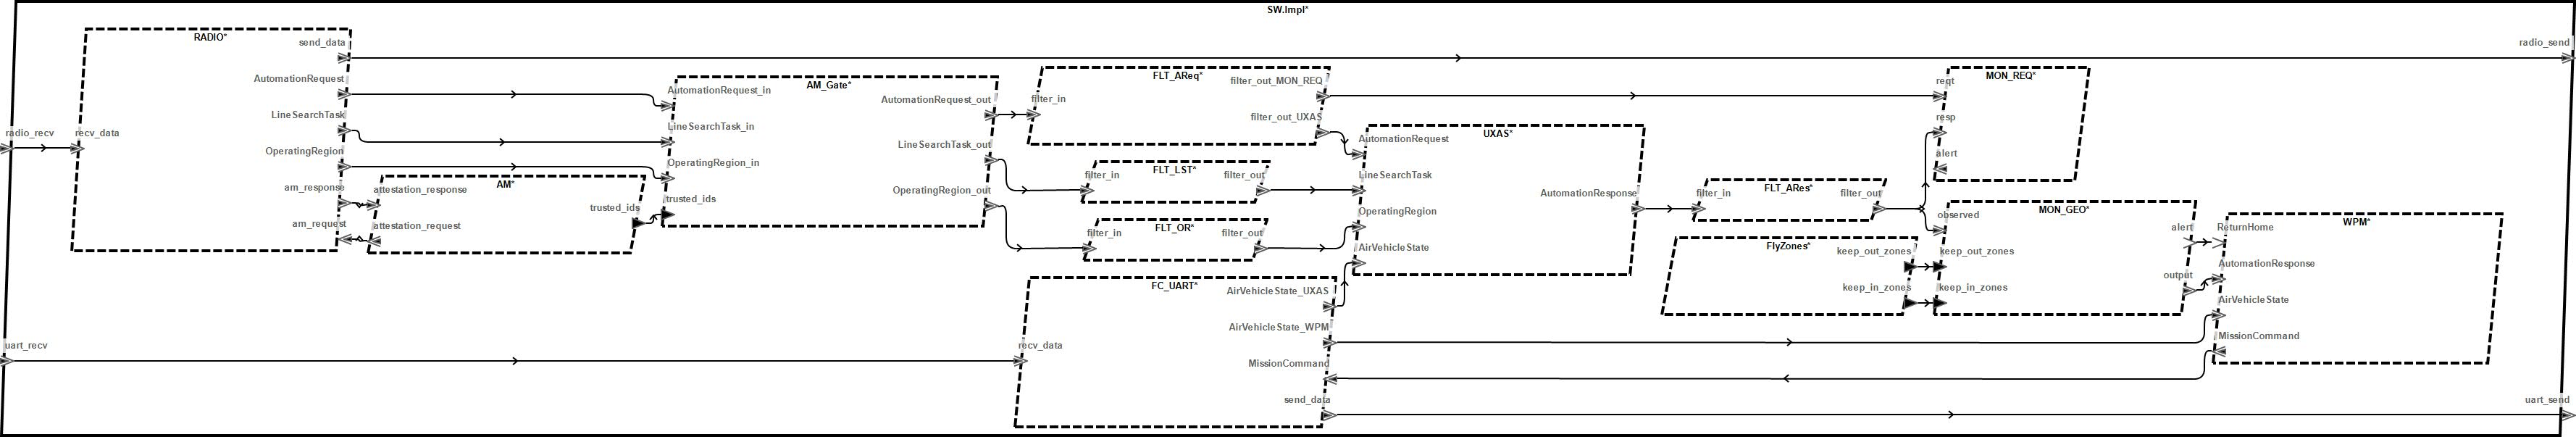 SW.Impl*
RADIO*
send_data
AutomationRequest
LineSearchTask
OperatingRegion
am_response
am_request
radio_recv
recv_data
AM*
attestation_response
attestation_request
trusted_ids
AM_Gate*
AutomationRequest_in
LineSearchTask_in
OperatingRegion_in
trusted_ids
AutomationRequest_out
LineSearchTask_out
OperatingRegion_out
FLT_AReq*
filter_in
filter_out_MON_REQ
filter_out_UXAS
FLT_LST*
filter_in
filter_out
FLT_OR*
filter_in
filter_out
UXAS*
AutomationRequest
LineSearchTask
OperatingRegion
AirVehicleState
AutomationResponse
FC_UART*
AirVehicleState_UXAS
AirVehicleState_WPM
MissionCommand
send_data
recv_data
uart_recv
FLT_ARes*
filter_in
filter_out
FlyZones*
keep_out_zones
keep_in_zones
MON_REQ*
reqt
resp
alert
MON_GEO*
observed
keep_out_zones
keep_in_zones
alert
output
WPM*
ReturnHome
AutomationResponse
AirVehicleState
MissionCommand
radio_send
uart_send